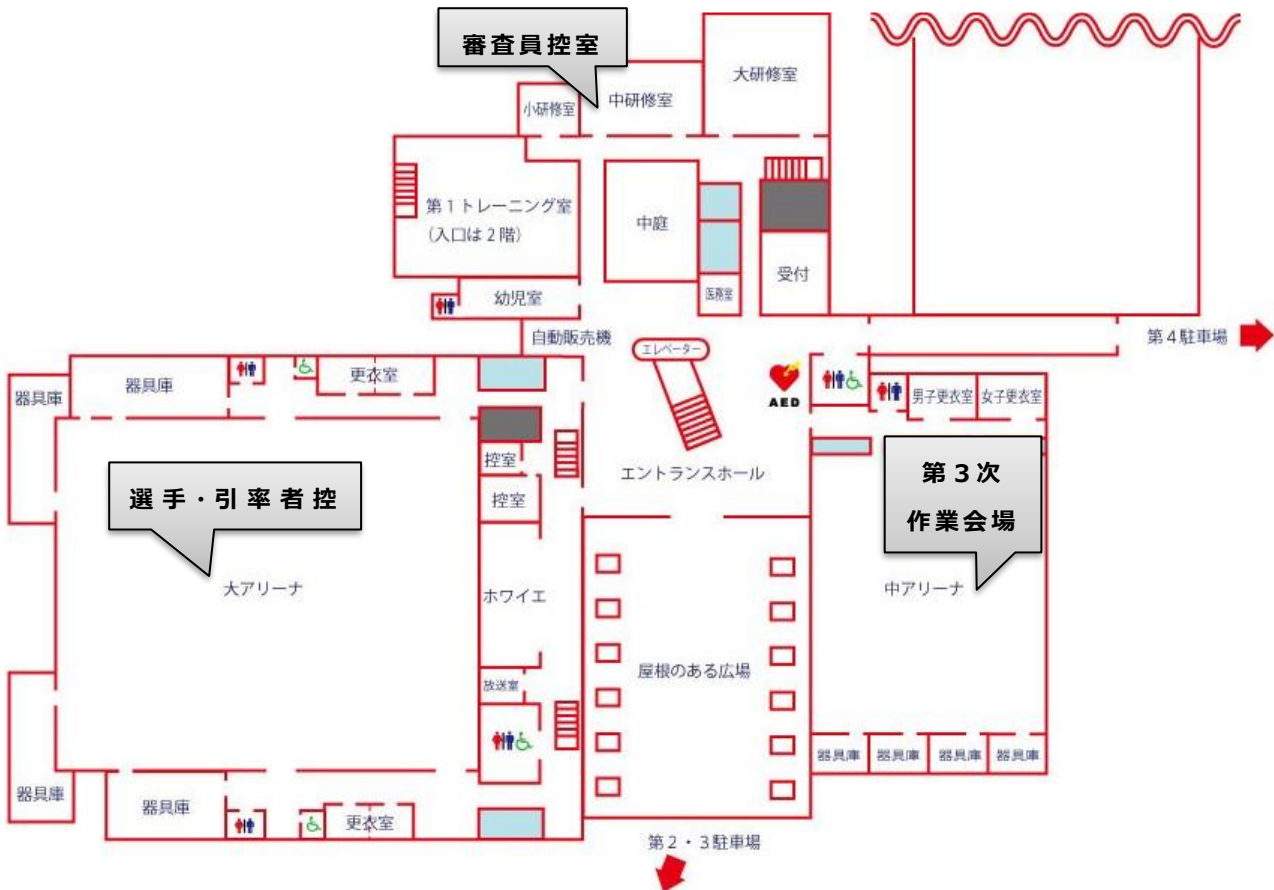 審査員控室
大研修室
中研修室
小研修室
第1トレーニング室
(入口は2階)
中庭
医務室
受付
幼児室
自動販売機
エレベーター
第4駐車場
器具庫
器具庫
更衣室
AED
男子更衣室
女子更衣室
控室
控室
エントランスホール
選手・引率者控
第3次
作業会場
大アリーナ
ホワイエ
中アリーナ
放送室
屋根のある広場
器具庫
器具庫
器具庫
器具庫
器具庫
器具庫
更衣室
第2・3駐車場